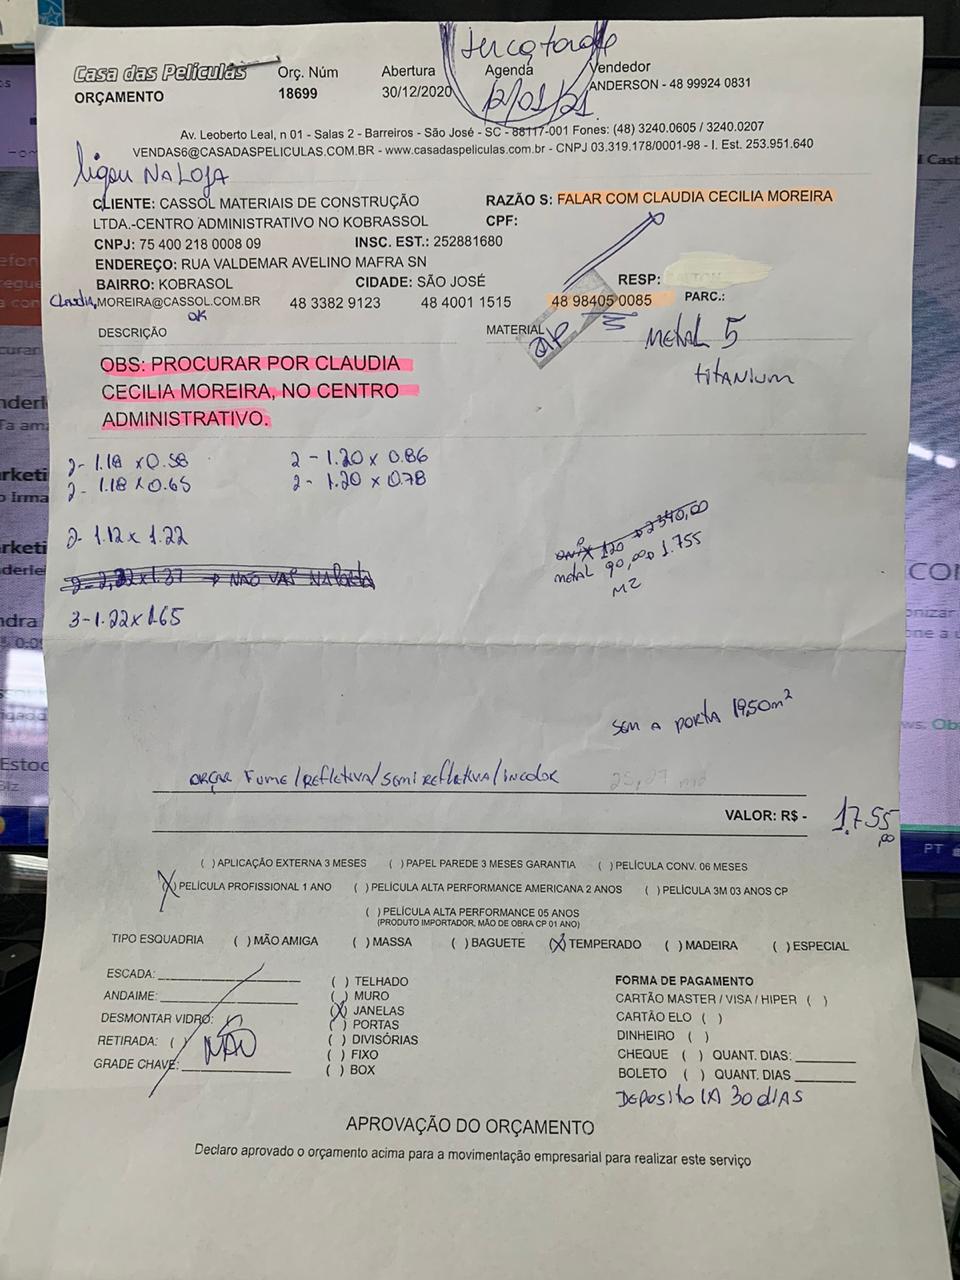 terça tarde
Casa das Películas
ORÇAMENTO
Orç. Núm
18699
Abertura
30/12/2020
Agenda
12/01/21
Vendedor
ANDERSON - 48 99924 0831
Av. Leoberto Leal, n 01 - Salas 2 - Barreiros - São José - SC - 88117-001 Fones: (48) 3240.0605 / 3240.0207
VENDAS6@CASADASPELICULAS.COM.BR - www.casadaspeliculas.com.br - CNPJ 03.319.178/0001-98 - I. Est. 253.951.640
ligou NA LOJA
CLIENTE: CASSOL MATERIAIS DE CONSTRUÇÃO
LTDA.-CENTRO ADMINISTRATIVO NO KOBRASSOL
RAZÃO S: FALAR COM CLAUDIA CECILIA MOREIRA
CPF:
CNPJ: 75 400 218 0008 09
INSC. EST.: 252881680
ENDEREÇO: RUA VALDEMAR AVELINO MAFRA SN
BAIRRO: KOBRASOL
CIDADE: SÃO JOSÉ
RESP:
Claudia,MOREIRA@CASSOL.COM.BR
48 3382 9123
48 4001 1515
48 98405 0085
PARC.:
OK
DESCRIÇÃO
MATERIAL
METAL 5
titANIUM
OBS: PROCURAR POR CLAUDIA
CECILIA MOREIRA, NO CENTRO
ADMINISTRATIVO.
2- 1.18 x 0.58
2 - 1.20 x 0.86
2- 1.18 x 0.65
2 - 1.20 x 0.78
2- 1.12 x 1.22
3-1.22 x 1.65
120 → 2340,00
metal 90,00 1.755
M2
SEM A PORTA 19,50m²
ORÇAR FUME/REFLETIVA/SEMI REFLETIVA/INCOLOR
VALOR: R$ -
1.755,00
( ) APLICAÇÃO EXTERNA 3 MESES ( ) PAPEL PAREDE 3 MESES GARANTIA ( ) PELÍCULA CONV. 06 MESES
(X) PELÍCULA PROFISSIONAL 1 ANO ( ) PELÍCULA ALTA PERFORMANCE AMERICANA 2 ANOS ( ) PELÍCULA 3M 03 ANOS CP
( ) PELÍCULA ALTA PERFORMANCE 05 ANOS
(PRODUTO IMPORTADOR, MÃO DE OBRA CP 01 ANO)
TIPO ESQUADRIA ( ) MÃO AMIGA ( ) MASSA ( ) BAGUETE (X) TEMPERADO ( ) MADEIRA ( ) ESPECIAL
ESCADA:
ANDAIME:
DESMONTAR VIDRO:
RETIRADA: ( )
GRADE CHAVE:
NÃO
( ) TELHADO
( ) MURO
(X) JANELAS
( ) PORTAS
( ) DIVISÓRIAS
( ) FIXO
( ) BOX
FORMA DE PAGAMENTO
CARTÃO MASTER / VISA / HIPER ( )
CARTÃO ELO ( )
DINHEIRO ( )
CHEQUE ( ) QUANT. DIAS:
BOLETO ( ) QUANT. DIAS
DEPOSITO P/A 30 DIAS
APROVAÇÃO DO ORÇAMENTO
Declaro aprovado o orçamento acima para a movimentação empresarial para realizar este serviço